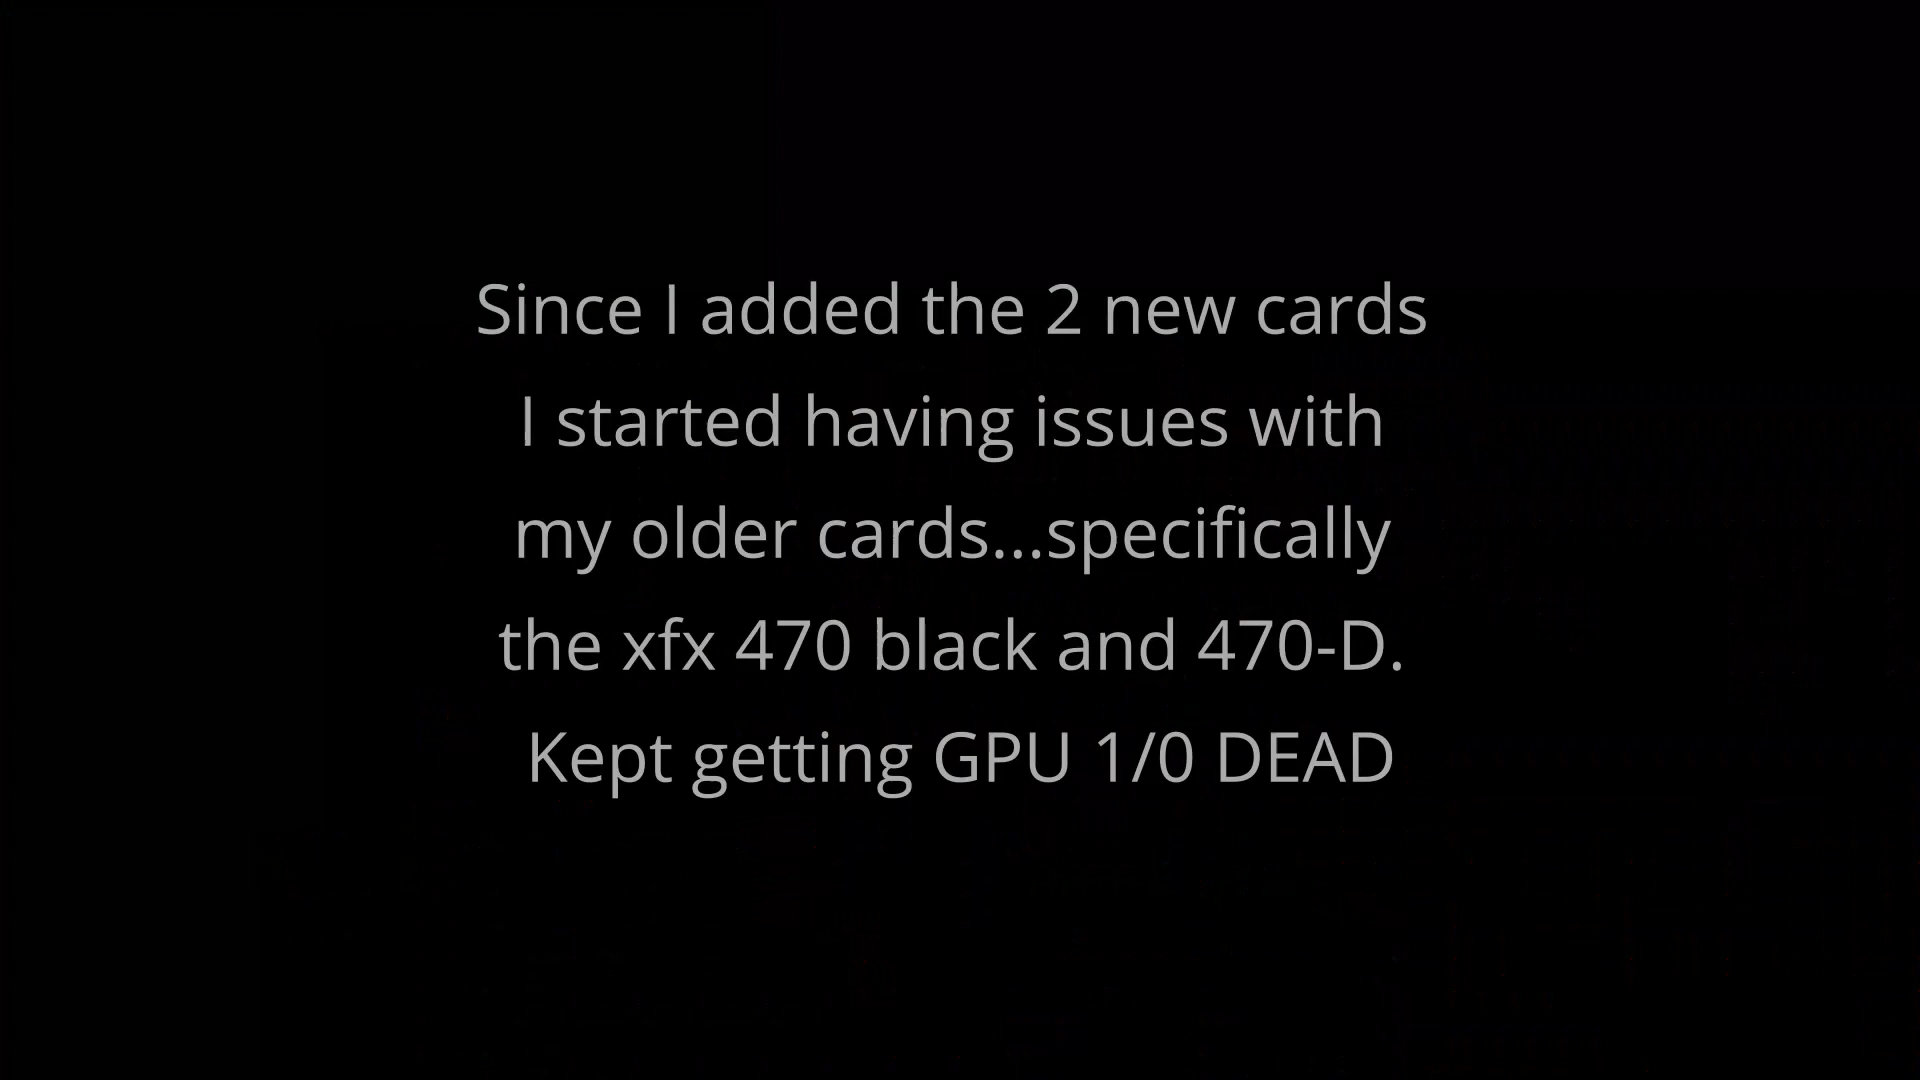 Since I added the 2 new cards
I started having issues with
my older cards...specifically
the xfx 470 black and 470-D.
Kept getting GPU 1/0 DEAD